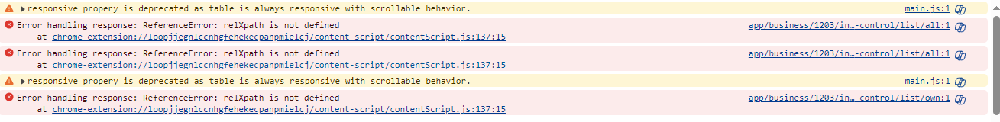 responsive propery is deprecated as table is always responsive with scrollable behavior. main.js:1
Error handling response: ReferenceError: relXpath is not defined app/business/1203/in…-control/list/all:1
at chrome-extension://loopjjegnlccnhgfehekecpanpmielcj/content-script/contentScript.js:137:15
Error handling response: ReferenceError: relXpath is not defined app/business/1203/in…-control/list/all:1
at chrome-extension://loopjjegnlccnhgfehekecpanpmielcj/content-script/contentScript.js:137:15
responsive propery is deprecated as table is always responsive with scrollable behavior. main.js:1
Error handling response: ReferenceError: relXpath is not defined app/business/1203/in…-control/list/own:1
at chrome-extension://loopjjegnlccnhgfehekecpanpmielcj/content-script/contentScript.js:137:15